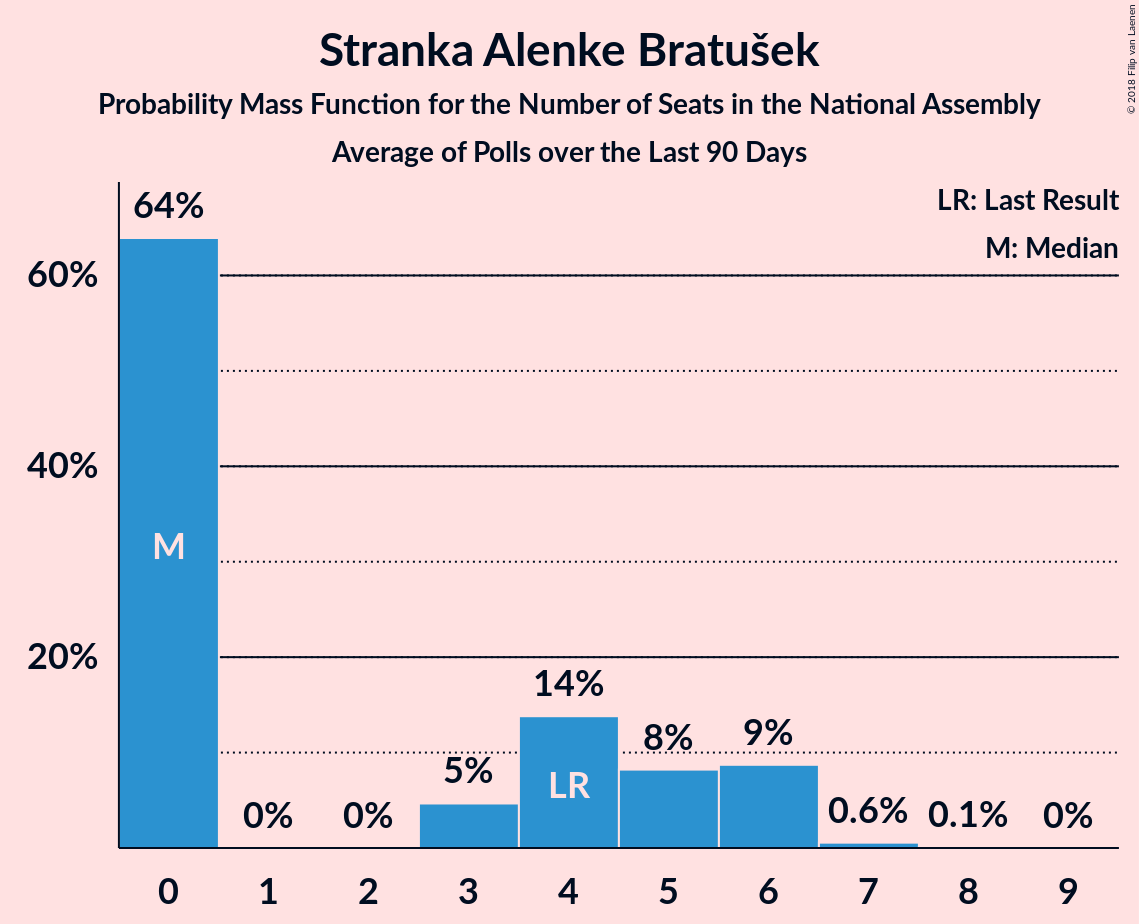 Stranka Alenke Bratušek
Probability Mass Function for the Number of Seats in the National Assembly
Average of Polls over the Last 90 Days
© 2018 Filip van Laenen
LR: Last Result
M: Median
64%
60%
40%
20%
M
0%
0%
5%
14%
LR
8%
9%
0.6%
0.1%
0%
0 1 2 3 4 5 6 7 8 9